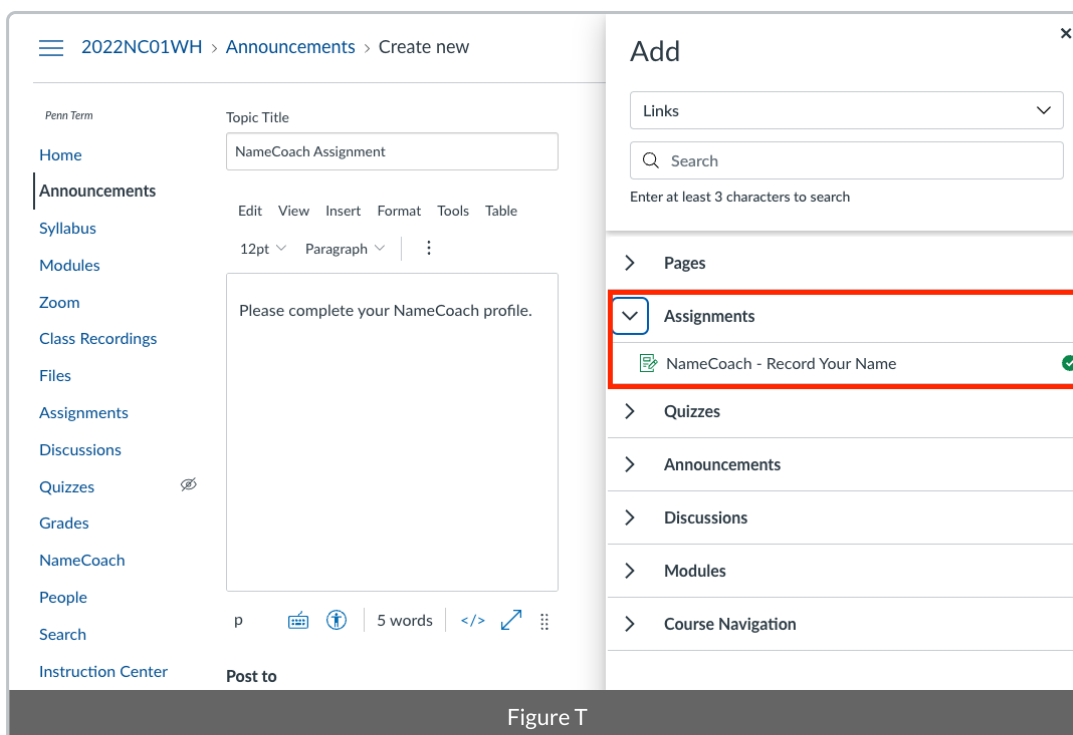 2022NC01WH > Announcements > Create new
Penn Term
Home
Announcements
Syllabus
Modules
Zoom
Class Recordings
Files
Assignments
Discussions
Quizzes
Grades
NameCoach
People
Search
Instruction Center
Topic Title
NameCoach Assignment
Edit View Insert Format Tools Table
12pt Paragraph
Please complete your NameCoach profile.
p 5 words </>
Post to
Add
Links
Search
Enter at least 3 characters to search
Pages
Assignments
NameCoach - Record Your Name
Quizzes
Announcements
Discussions
Modules
Course Navigation
Figure T